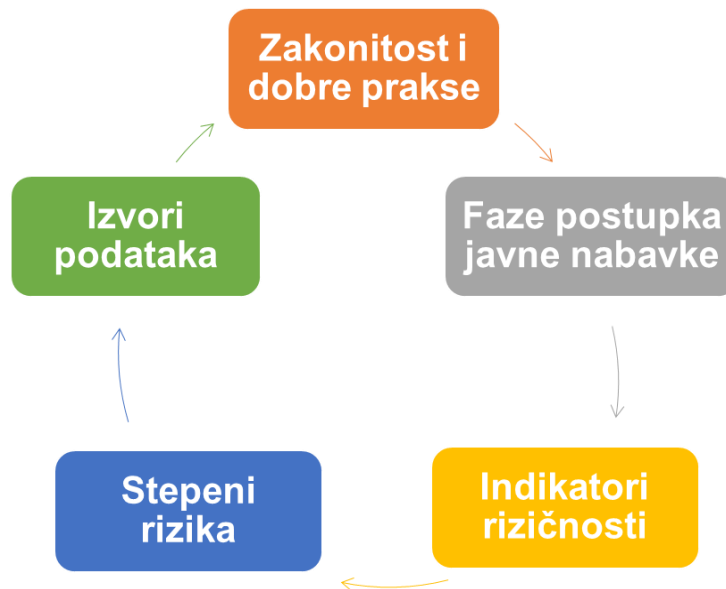 Zakonitost i
dobre prakse
Izvori
podataka
Faze postupka
javne nabavke
Stepeni
rizika
Indikatori
rizičnosti